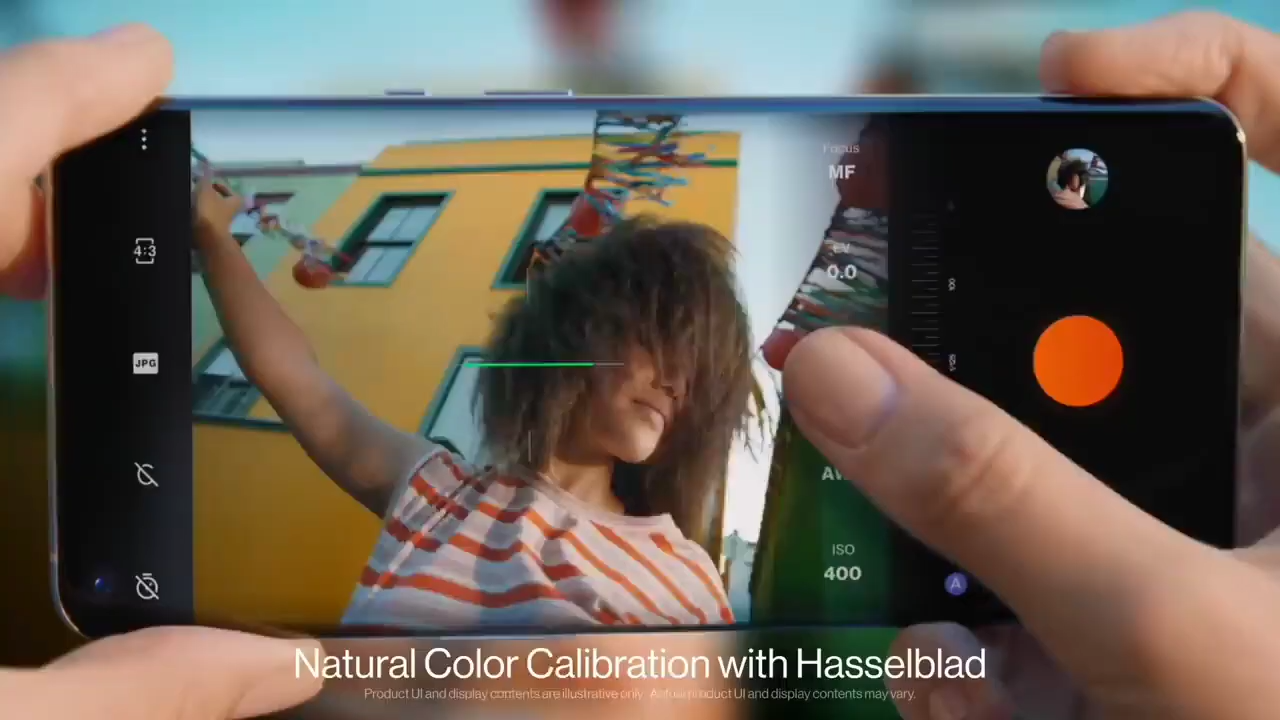 4:3
JPG
Focus
MF
EV
0.0
ISO
400
A
Natural Color Calibration with Hasselblad
Product UI and display contents are illustrative only. Actual product UI and display contents may vary.